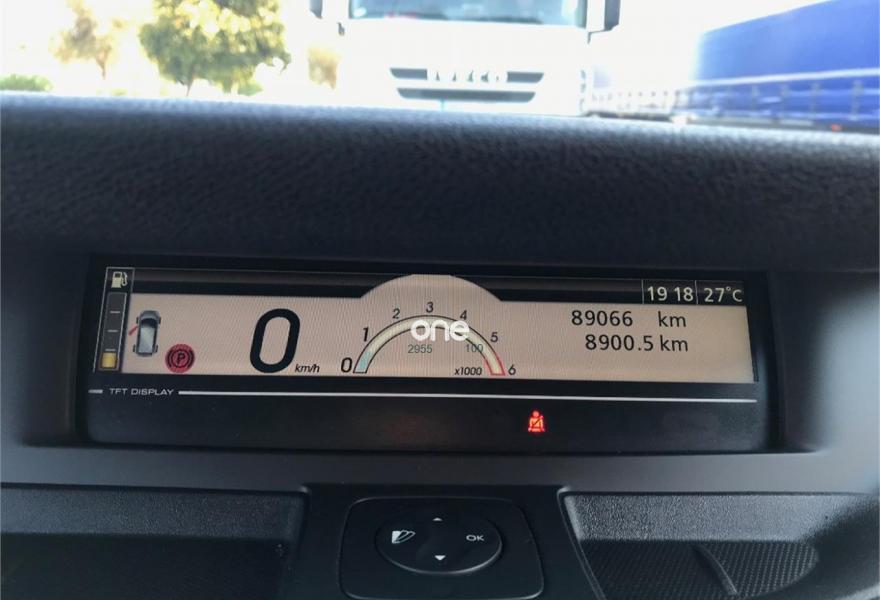 IVECO
19 18 27°C
89066 km
8900.5 km
0 km/h
0 1 2 3 4 5 6
one
2955 100
x1000
P
TFT DISPLAY
OK